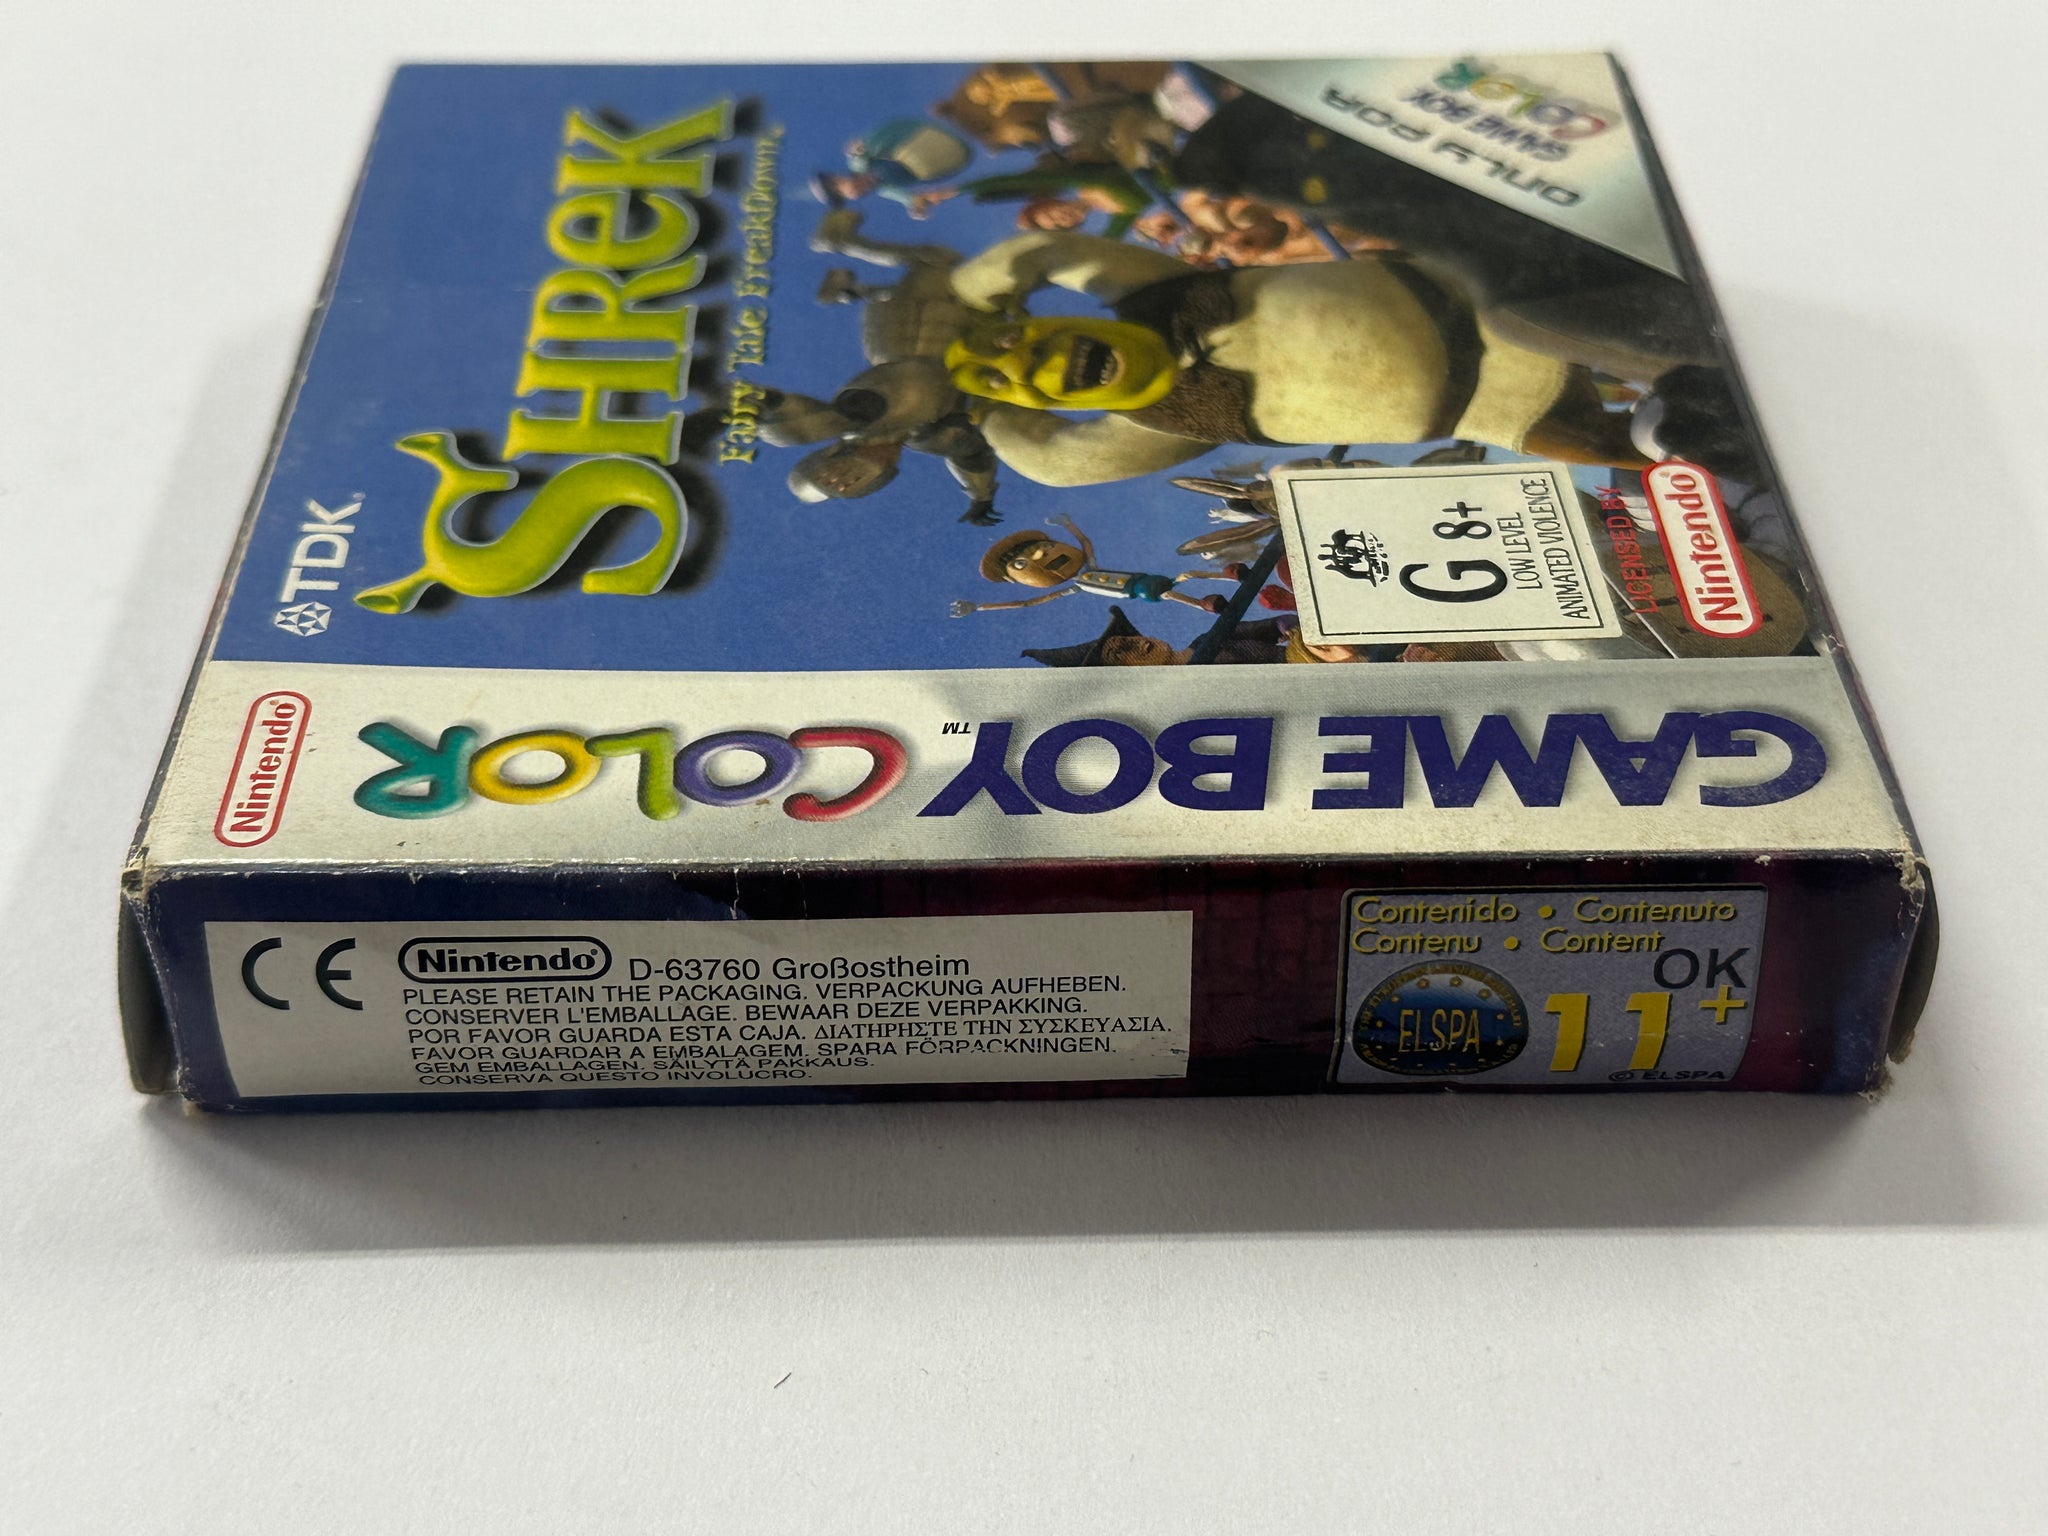 ONLY FOR
GAME BOY
COLOR
TDK
SHREK
Fairy Tale FreakDown
G 8+
LOW LEVEL
ANIMATED VIOLENCE
LICENSED BY
Nintendo®
GAME BOY™ COLOR
Nintendo®
CE
Nintendo® D-63760 Großostheim
PLEASE RETAIN THE PACKAGING. VERPACKUNG AUFHEBEN.
CONSERVER L'EMBALLAGE. BEWAAR DEZE VERPAKKING.
POR FAVOR GUARDA ESTA CAJA. ΔΙΑΤΗΡΗΣΤΕ ΤΗΝ ΣΥΣΚΕΥΑΣΙΑ.
FAVOR GUARDAR A EMBALAGEM. SPARA FÖRPACKNINGEN.
GEM EMBALLAGEN. SÄILYTÄ PAKKAUS.
CONSERVA QUESTO INVOLUCRO.
Contenido • Contenuto
Contenu • Content
OK
ELSPA
11+
© ELSPA